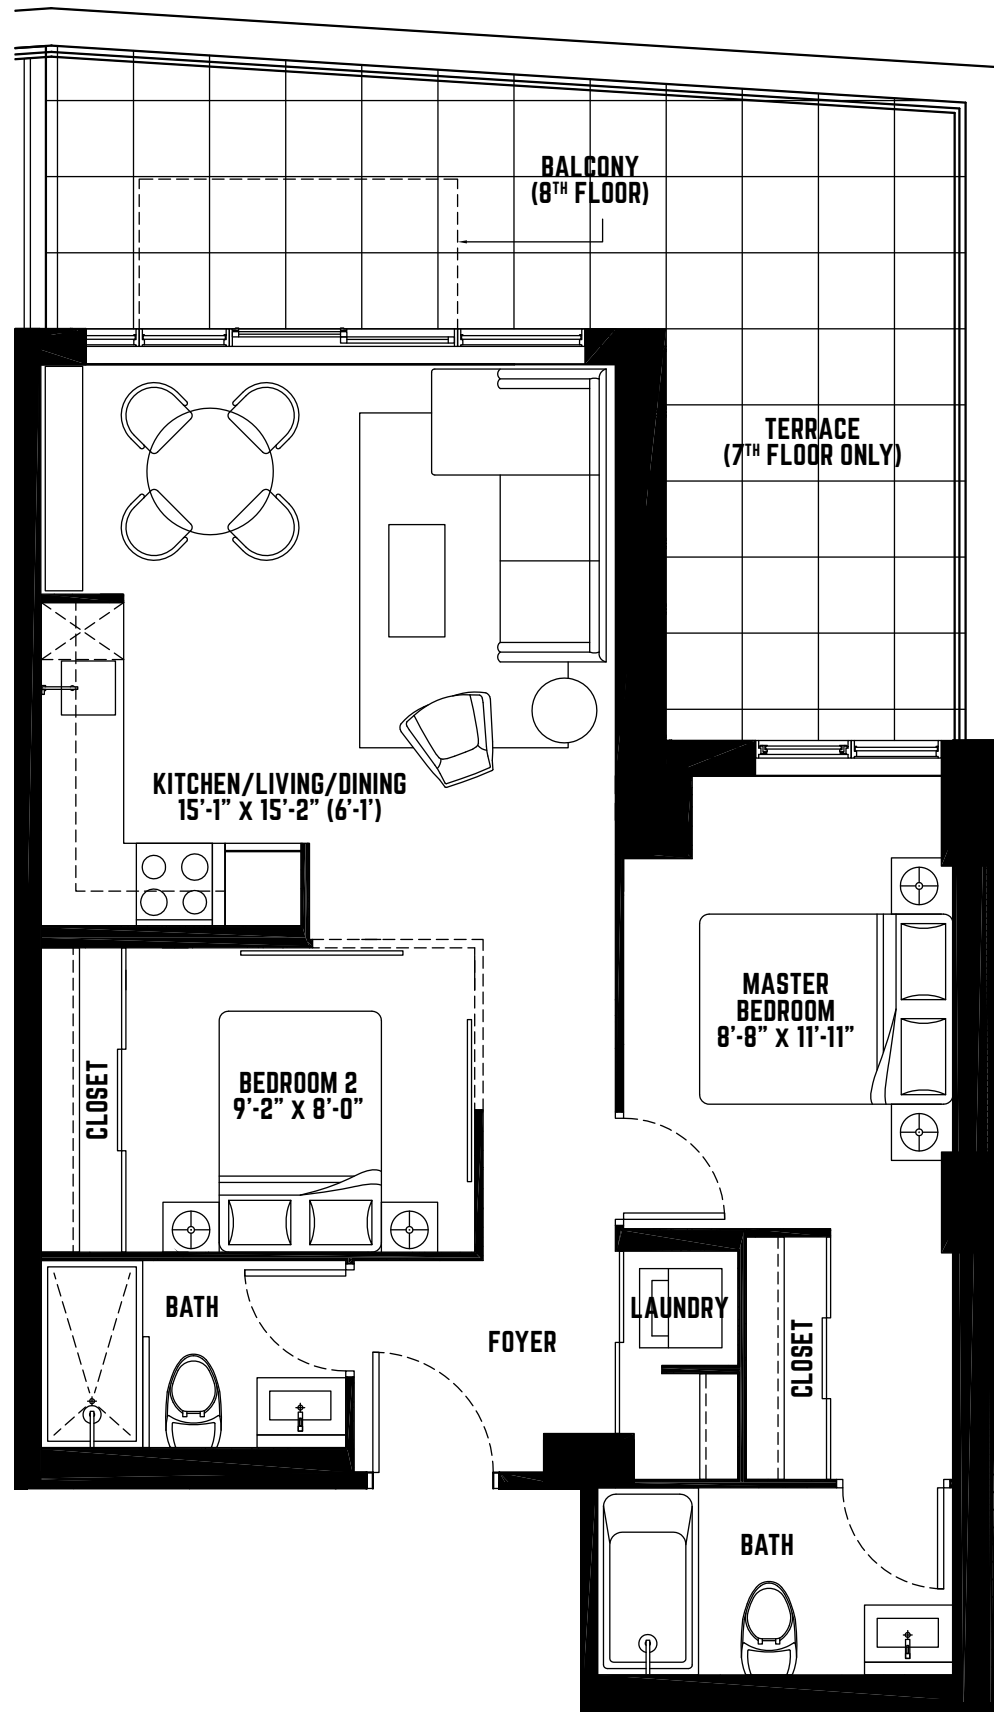 BALCONY
(8TH FLOOR)
TERRACE
(7TH FLOOR ONLY)
KITCHEN/LIVING/DINING
15'-1" X 15'-2" (6'-1')
MASTER
BEDROOM
8'-8" X 11'-11"
CLOSET
BEDROOM 2
9'-2" X 8'-0"
BATH
LAUNDRY
FOYER
CLOSET
BATH